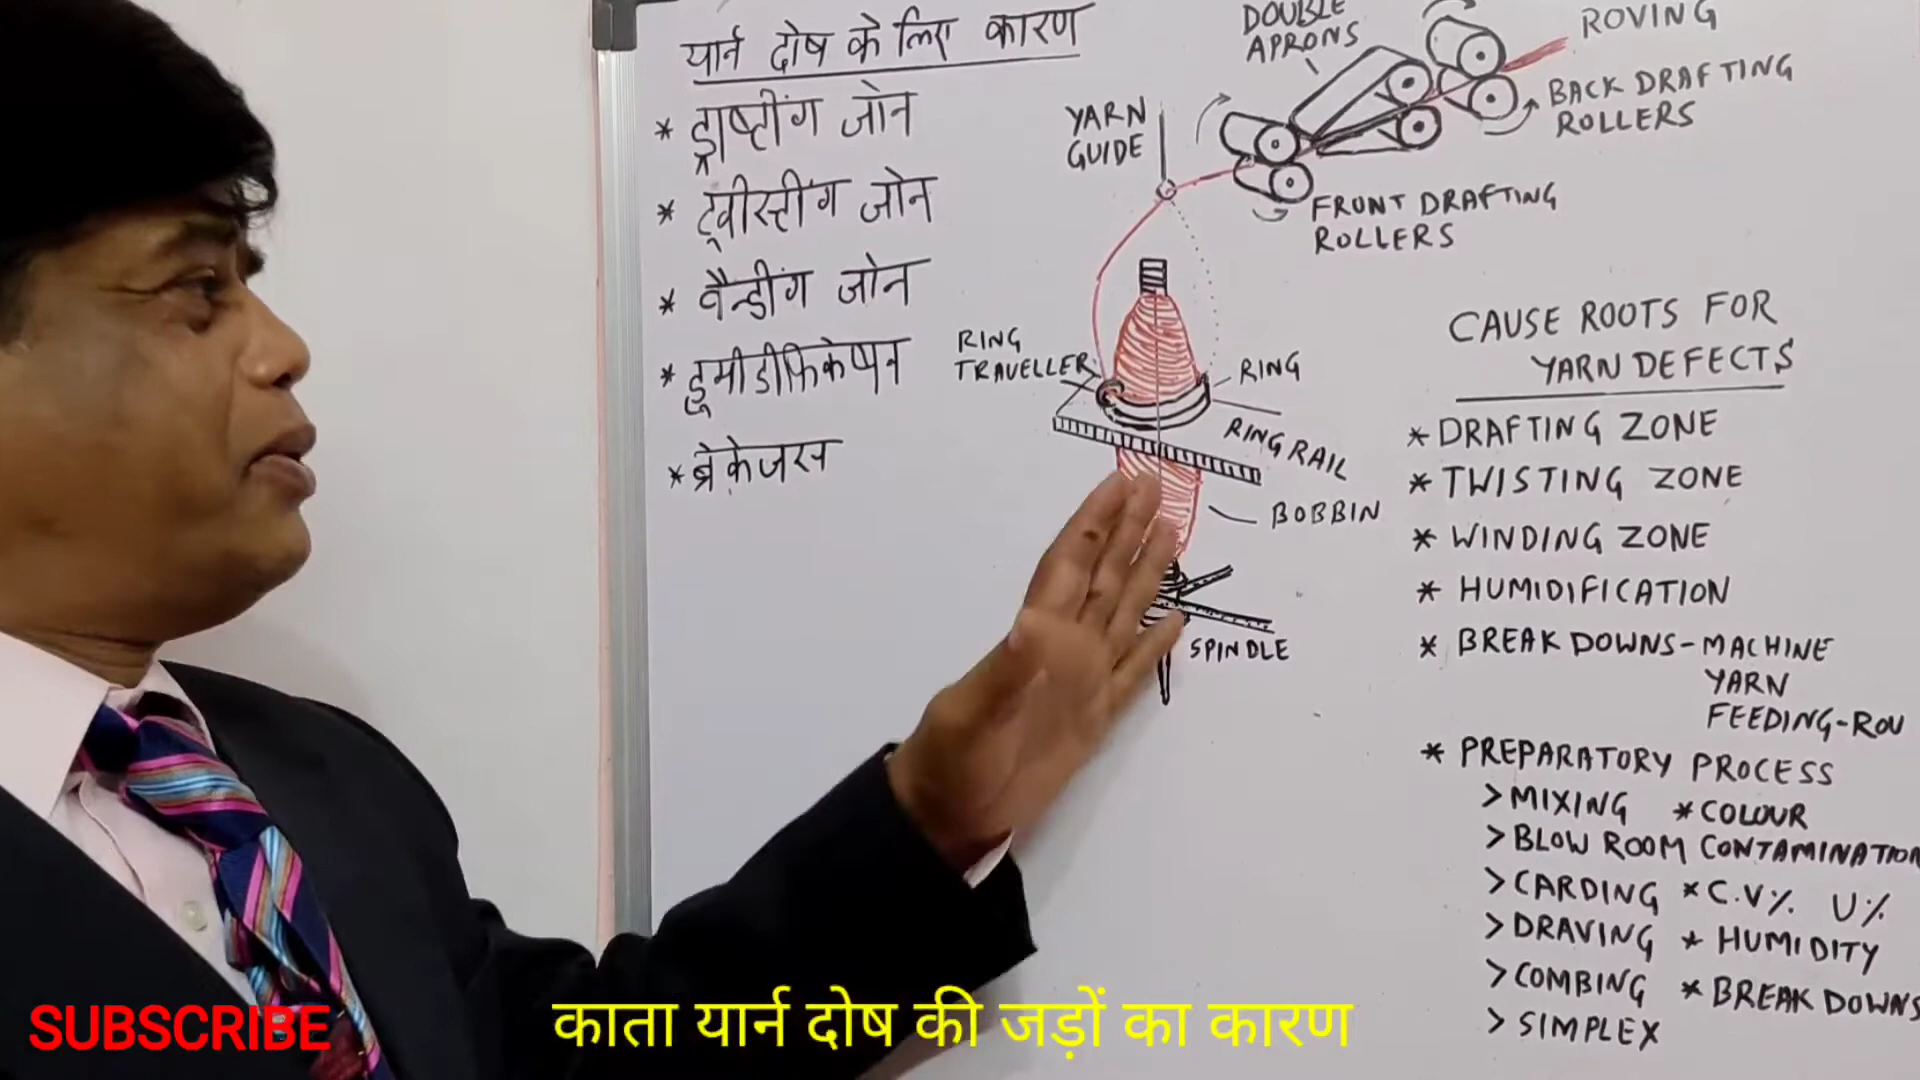 यार्न दोष के लिए कारण
* ड्राष्टींग जोन
* ट्वीस्टींग जोन
* वैन्डींग जोन
* हुमीडीफिकेषन
* ब्रेकेजस
DOUBLE
APRONS
ROVING
BACK DRAFTING
ROLLERS
YARN
GUIDE
FRONT DRAFTING
ROLLERS
RING
TRAVELLER
RING
RING RAIL
BOBBIN
SPINDLE
CAUSE ROOTS FOR
YARN DEFECTS
* DRAFTING ZONE
* TWISTING ZONE
* WINDING ZONE
* HUMIDIFICATION
* BREAK DOWNS - MACHINE
YARN
FEEDING - ROV
* PREPARATORY PROCESS
> MIXING * COLOUR
> BLOW ROOM CONTAMINATION
> CARDING * C.V% U%
> DRAVING * HUMIDITY
> COMBING * BREAK DOWNS
> SIMPLEX
SUBSCRIBE
काता यार्न दोष की जड़ों का कारण